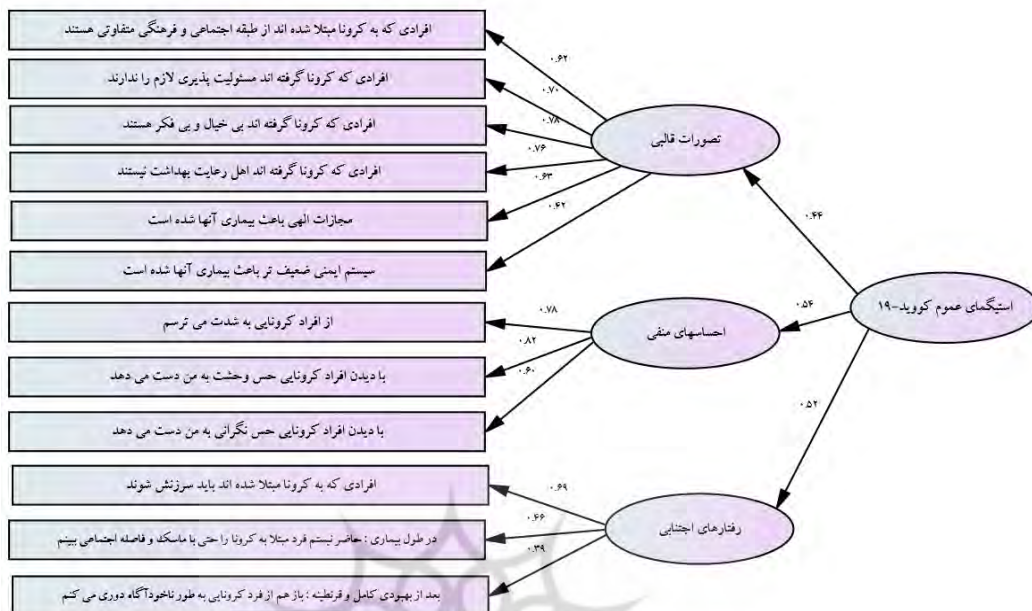 افرادی که به کرونا مبتلا شده اند از طبقه اجتماعی و فرهنگی متفاوتی هستند
افرادی که کرونا گرفته اند مسئولیت پذیری لازم را ندارند
افرادی که کرونا گرفته اند بی خیال و بی فکر هستند
افرادی که کرونا گرفته اند اهل رعایت بهداشت نیستند
مجازات الهی باعث بیماری آنها شده است
سیستم ایمنی ضعیف تر باعث بیماری آنها شده است
۰.۶۲
۰.۷۰
۰.۷۸
۰.۷۶
۰.۶۳
۰.۴۲
تصورات قالبی
۰.۴۴
از افراد کرونایی به شدت می ترسم
با دیدن افراد کرونایی حس وحشت به من دست می دهد
با دیدن افراد کرونایی حس نگرانی به من دست می دهد
۰.۷۸
۰.۸۲
۰.۶۰
احساسهای منفی
۰.۵۴
استیگمای عموم کووید-۱۹
۰.۵۲
افرادی که به کرونا مبتلا شده اند باید سرزنش شوند
در طول بیماری : حاضر نیستم فرد مبتلا به کرونا را حتی با ماسک و فاصله اجتماعی ببینم
بعد از بهبودی کامل و قرنطینه : باز هم از فرد کرونایی به طور ناخودآگاه دوری می کنم
۰.۶۹
۰.۴۶
۰.۳۹
رفتارهای اجتنابی